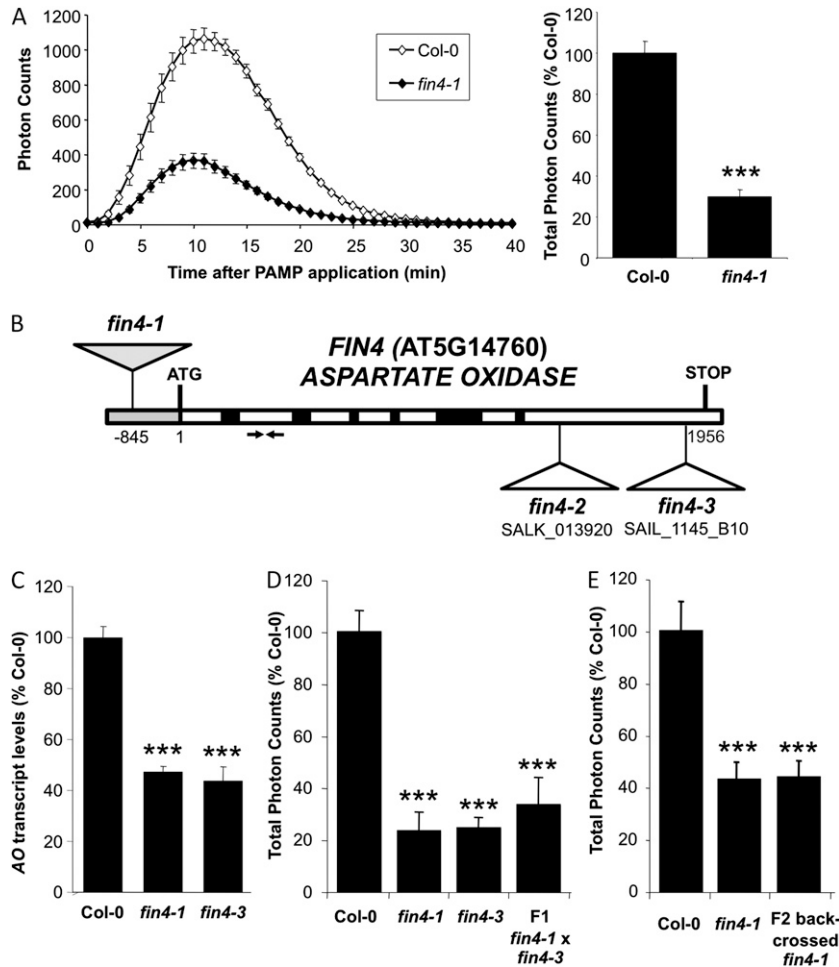 A
Photon Counts
1200
1000
800
600
400
200
0
0 5 10 15 20 25 30 35 40
Time after PAMP application (min)
Col-0
fin4-1
Total Photon Counts (% Col-0)
120
100
80
60
40
20
0
***
Col-0 fin4-1
B
fin4-1
FIN4 (AT5G14760)
ASPARTATE OXIDASE
ATG
STOP
-845 1 1956
fin4-2 fin4-3
SALK_013920 SAIL_1145_B10
C
AO transcript levels (% Col-0)
120
100
80
60
40
20
0
*** ***
Col-0 fin4-1 fin4-3
D
Total Photon Counts (% Col-0)
120
100
80
60
40
20
0
*** *** ***
Col-0 fin4-1 fin4-3 F1
fin4-1 x
fin4-3
E
Total Photon Counts (% Col-0)
120
100
80
60
40
20
0
*** ***
Col-0 fin4-1 F2 back-
crossed
fin4-1